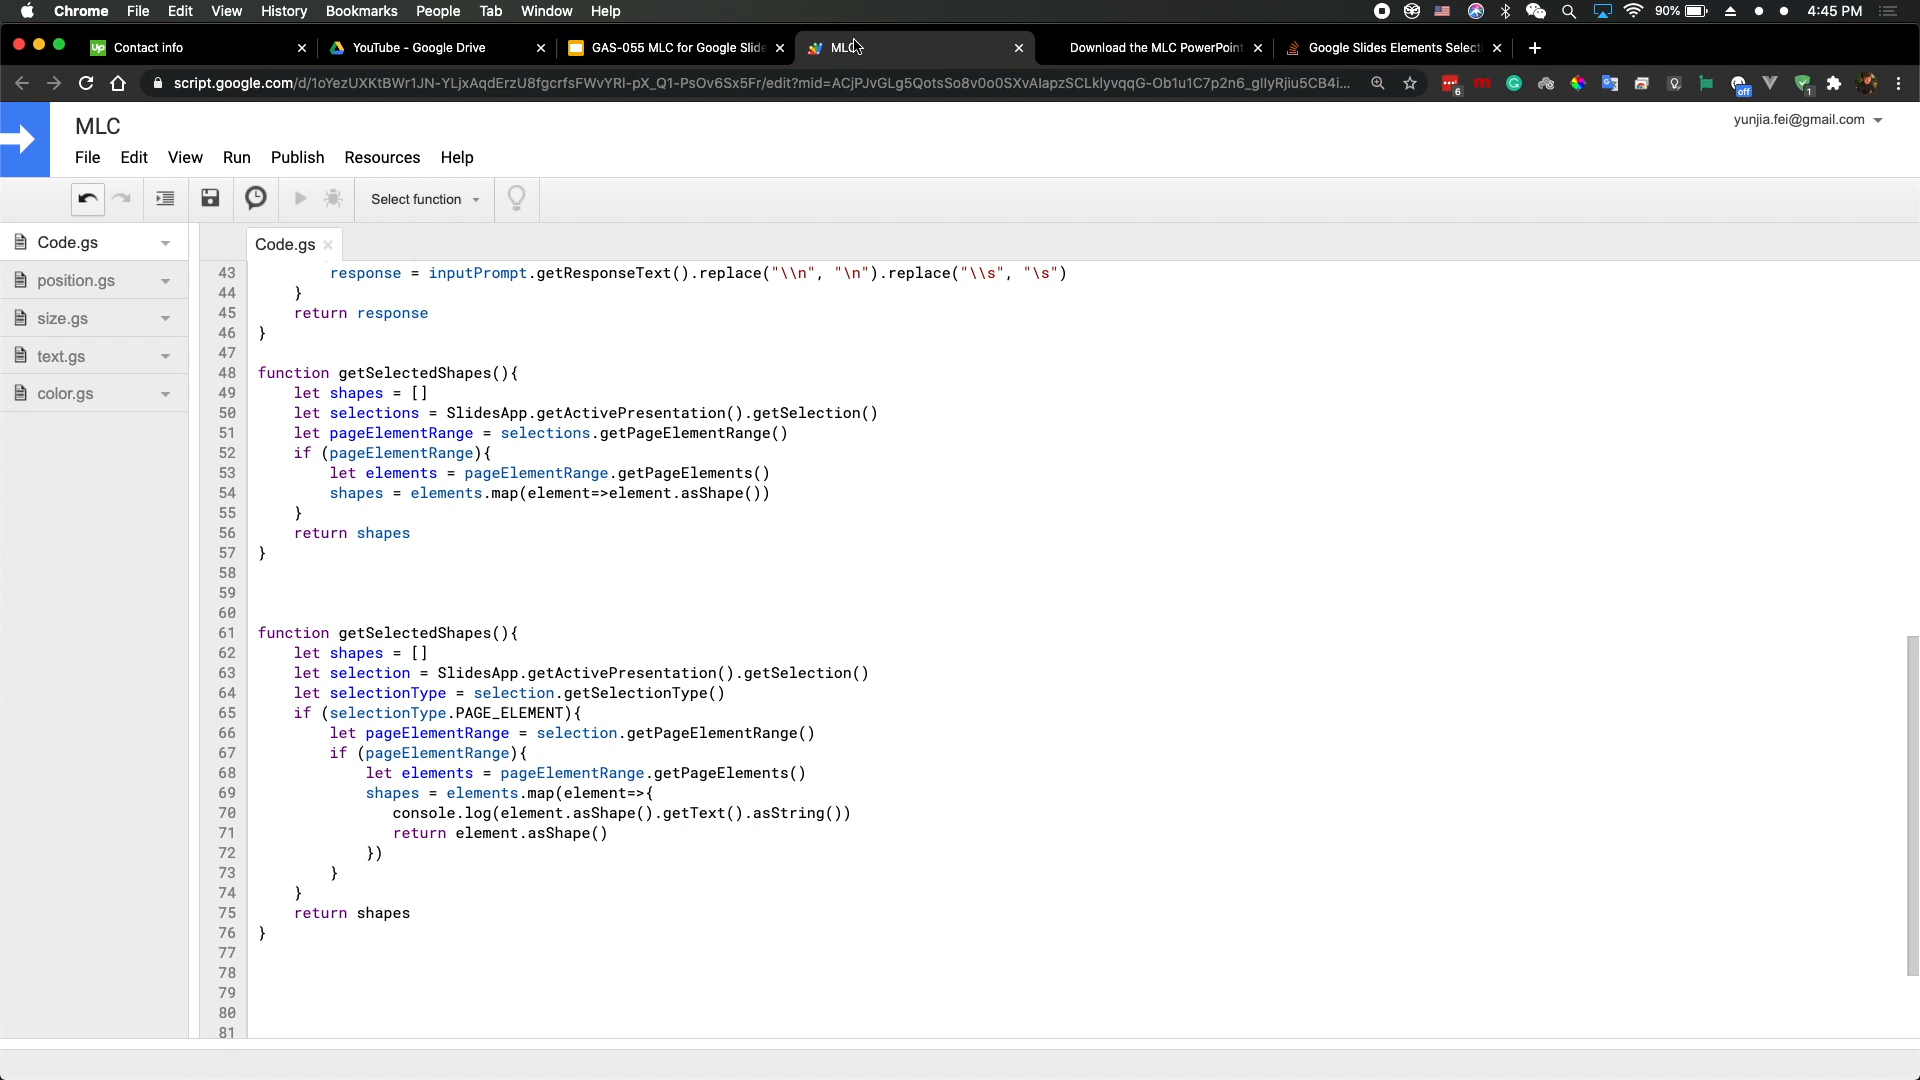 Chrome File Edit View History Bookmarks People Tab Window Help 90% 4:45 PM
Up Contact info YouTube - Google Drive GAS-055 MLC for Google Slide MLC Download the MLC PowerPoint Google Slides Elements Selecti
script.google.com/d/1oYezUXKtBWr1JN-YLjxAqdErzU8fgcrfsFWvYRl-pX_Q1-PsOv6Sx5Fr/edit?mid=ACjPJvGLg5QotsSo8v0o0SXvAlapzSCLklyvqqG-Ob1u1C7p2n6_gllyRjiu5CB4i... 6 off 1
MLC yunjia.fei@gmail.com
File Edit View Run Publish Resources Help
Select function
Code.gs
position.gs
size.gs
text.gs
color.gs
Code.gs
43 response = inputPrompt.getResponseText().replace("\\n", "\n").replace("\\s", "\s")
44 }
45 return response
46 }
47
48 function getSelectedShapes(){
49 let shapes = []
50 let selections = SlidesApp.getActivePresentation().getSelection()
51 let pageElementRange = selections.getPageElementRange()
52 if (pageElementRange){
53 let elements = pageElementRange.getPageElements()
54 shapes = elements.map(element=>element.asShape())
55 }
56 return shapes
57 }
58
59
60
61 function getSelectedShapes(){
62 let shapes = []
63 let selection = SlidesApp.getActivePresentation().getSelection()
64 let selectionType = selection.getSelectionType()
65 if (selectionType.PAGE_ELEMENT){
66 let pageElementRange = selection.getPageElementRange()
67 if (pageElementRange){
68 let elements = pageElementRange.getPageElements()
69 shapes = elements.map(element=>{
70 console.log(element.asShape().getText().asString())
71 return element.asShape()
72 })
73 }
74 }
75 return shapes
76 }
77
78
79
80
81